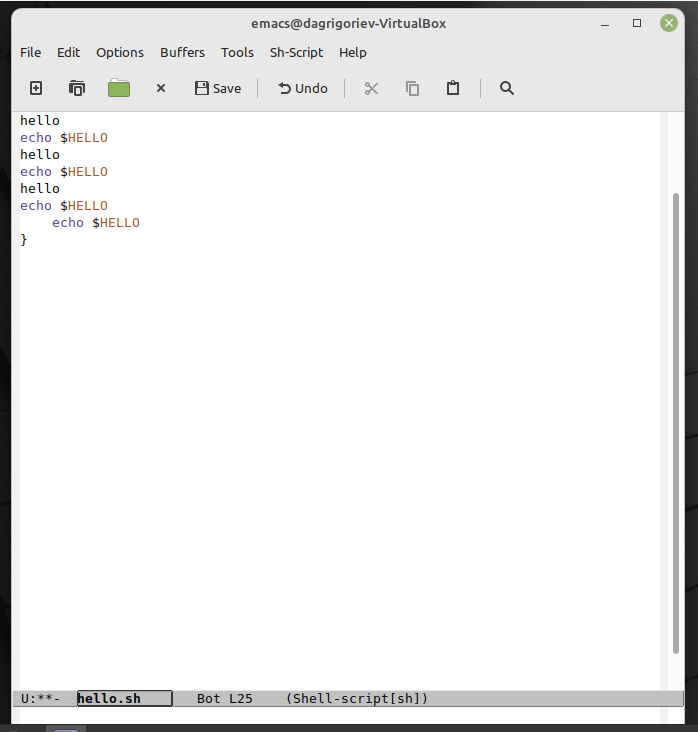 emacs@dagrigoriev-VirtualBox
File Edit Options Buffers Tools Sh-Script Help
Save Undo
hello
echo $HELLO
hello
echo $HELLO
hello
echo $HELLO
    echo $HELLO
}
U:**-  hello.sh   Bot L25   (Shell-script[sh])